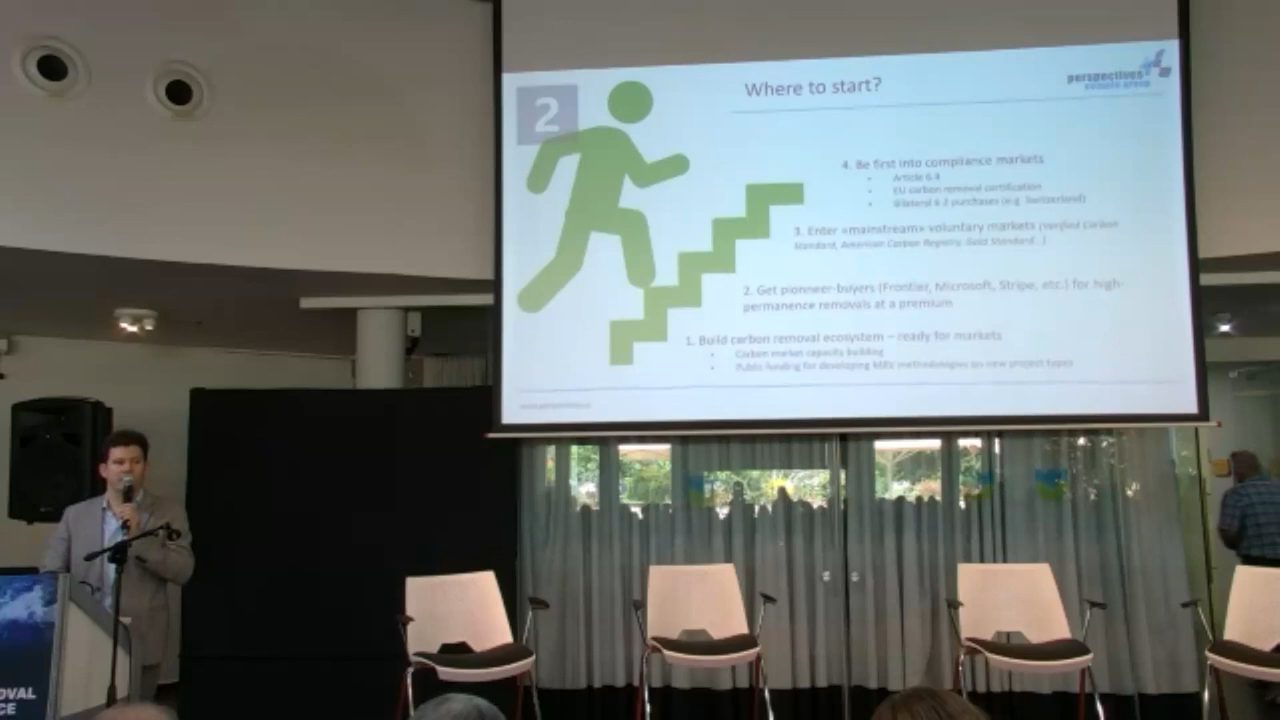 2
Where to start?
perspectives
climate group
4. Be first into compliance markets
• Article 6.4
• EU carbon removal certification
• Bilateral 6.2 purchases (e.g. Switzerland)
3. Enter «mainstream» voluntary markets (Verified Carbon
Standard, American Carbon Registry, Gold Standard...)
2. Get pionneer buyers (Frontier, Microsoft, Stripe, etc.) for high-
permanence removals at a premium
1. Build carbon removal ecosystem – ready for markets
• Carbon market capacity building
• Public funding for developing MRV methodologies on new project types
OVAL
CE